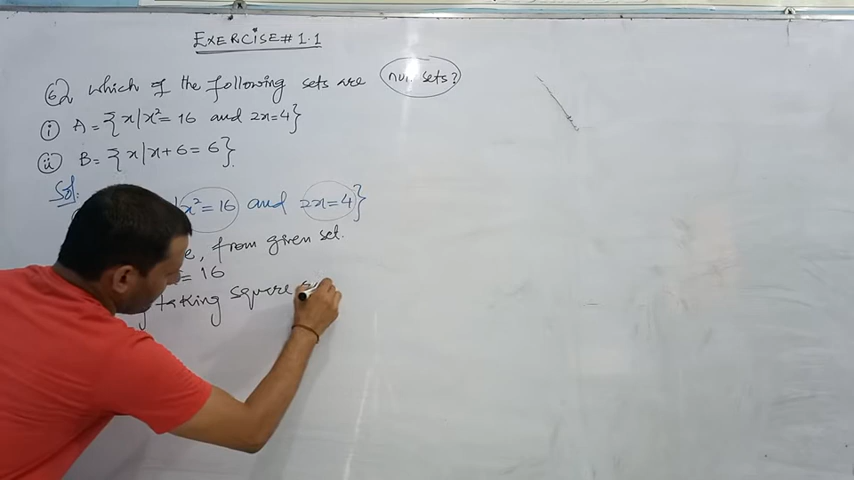 EXERCISE # 1.1
6Q which of the following sets are null sets?
i A = {x | x² = 16 and 2x = 4}
ii B = {x | x + 6 = 6}.
Sol:
x² = 16 and 2x = 4}
, from given set.
= 16
taking square